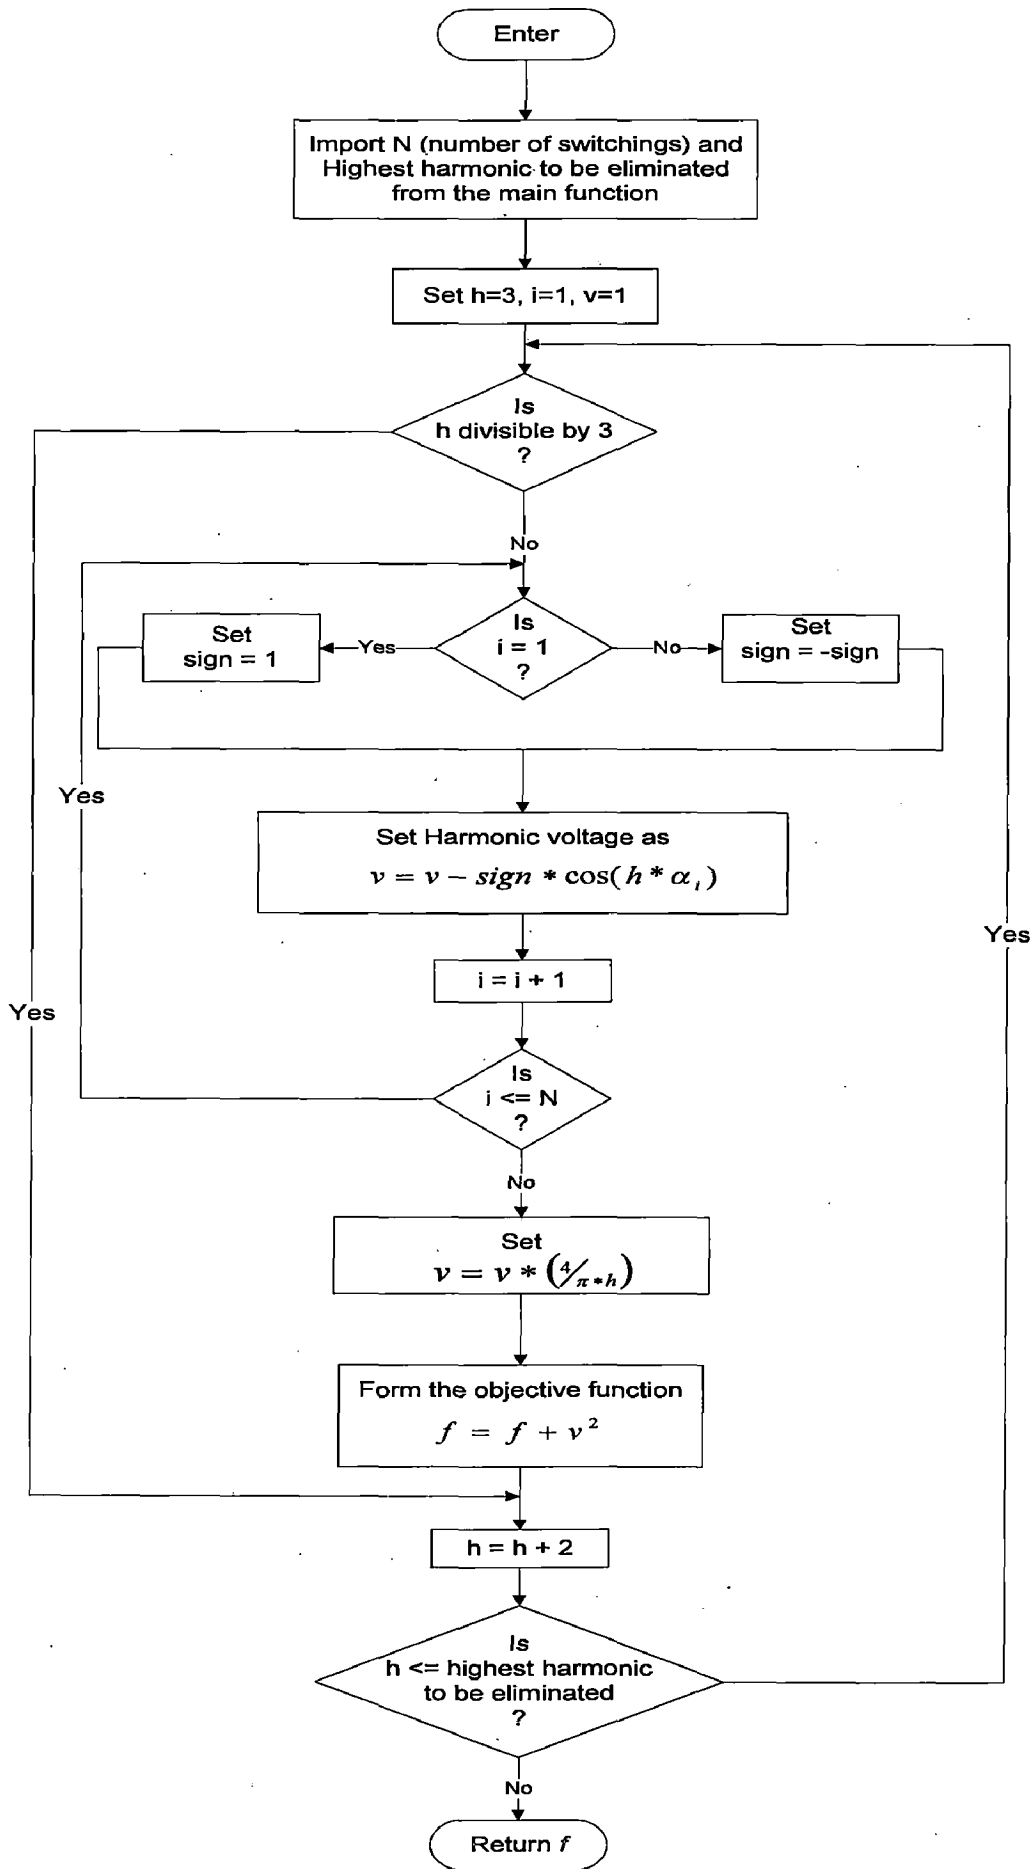 Enter
Import N (number of switchings) and
Highest harmonic to be eliminated
from the main function
Set h=3, i=1, v=1
Is
h divisible by 3
?
No
Is
i = 1
?
Yes
Set
sign = 1
No
Set
sign = -sign
Yes
Set Harmonic voltage as
v = v - sign * cos(h * α_i)
Yes
i = i + 1
Yes
Is
i <= N
?
No
Set
v = v * (4/π*h)
Form the objective function
f = f + v²
h = h + 2
Is
h <= highest harmonic
to be eliminated
?
No
Return f